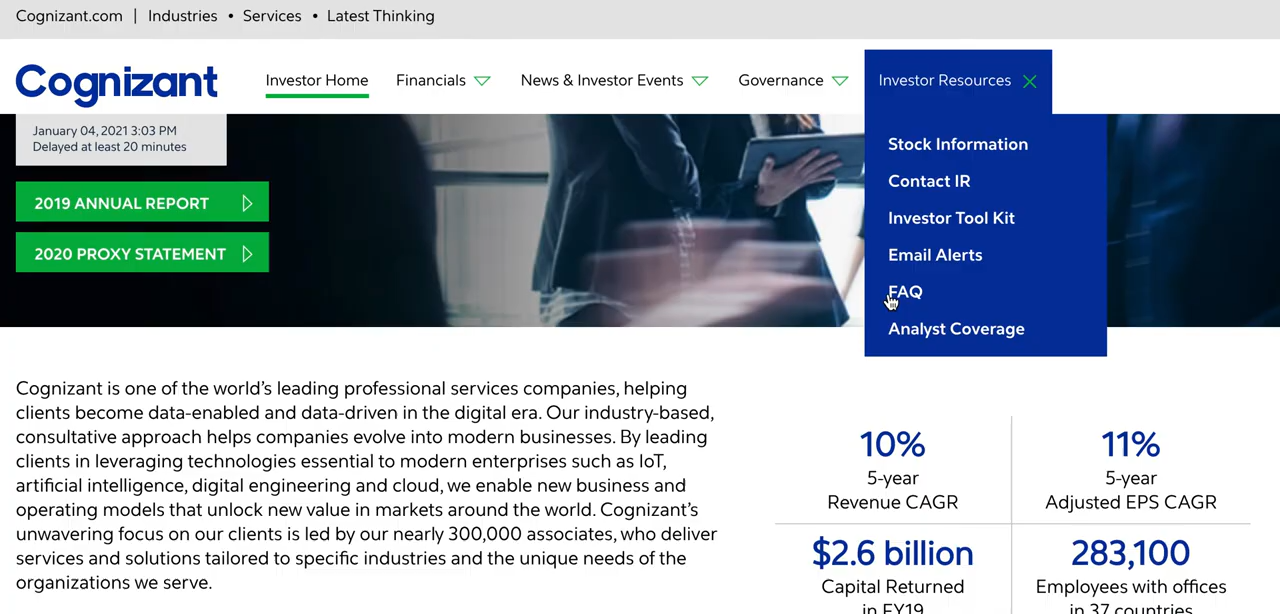 Cognizant.com | Industries • Services • Latest Thinking
Cognizant Investor Home Financials News & Investor Events Governance Investor Resources
January 04, 2021 3:03 PM
Delayed at least 20 minutes
2019 ANNUAL REPORT
2020 PROXY STATEMENT
Stock Information
Contact IR
Investor Tool Kit
Email Alerts
FAQ
Analyst Coverage
Cognizant is one of the world's leading professional services companies, helping
clients become data-enabled and data-driven in the digital era. Our industry-based,
consultative approach helps companies evolve into modern businesses. By leading
clients in leveraging technologies essential to modern enterprises such as IoT,
artificial intelligence, digital engineering and cloud, we enable new business and
operating models that unlock new value in markets around the world. Cognizant's
unwavering focus on our clients is led by our nearly 300,000 associates, who deliver
services and solutions tailored to specific industries and the unique needs of the
organizations we serve.
10%
5-year
Revenue CAGR
11%
5-year
Adjusted EPS CAGR
$2.6 billion
Capital Returned
in FY19
283,100
Employees with offices
in 37 countries